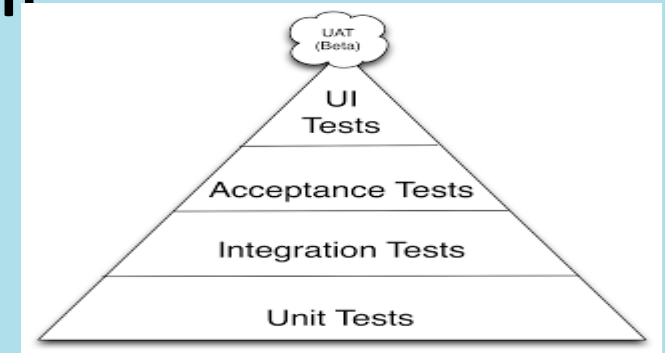 UAT
(Beta)
UI
Tests
Acceptance Tests
Integration Tests
Unit Tests